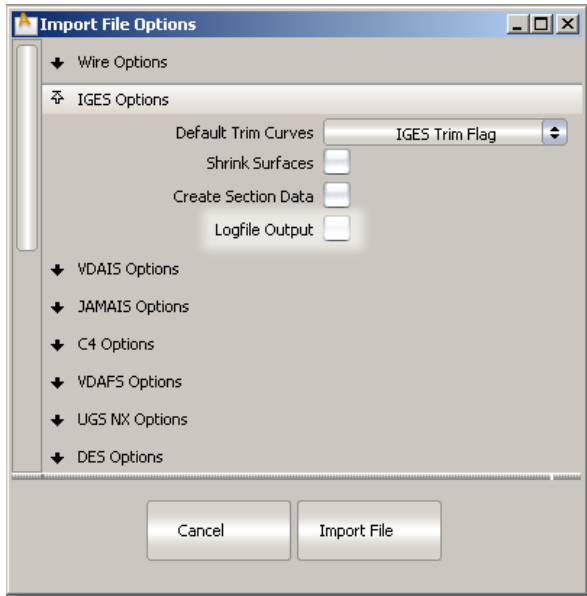 Import File Options
Wire Options
IGES Options
Default Trim Curves IGES Trim Flag
Shrink Surfaces
Create Section Data
Logfile Output
VDAIS Options
JAMAIS Options
C4 Options
VDAFS Options
UGS NX Options
DES Options
Cancel Import File